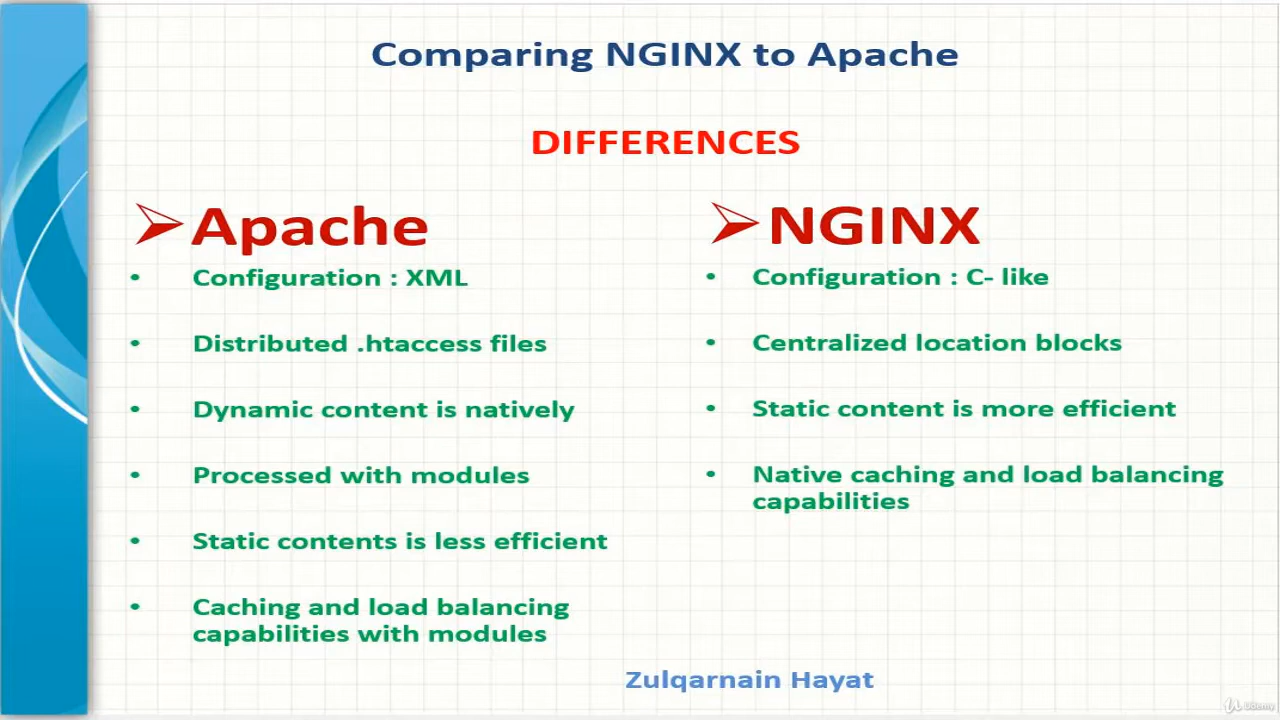 Comparing NGINX to Apache
DIFFERENCES
Apache
• Configuration : XML
• Distributed .htaccess files
• Dynamic content is natively
• Processed with modules
• Static contents is less efficient
• Caching and load balancing
capabilities with modules
NGINX
• Configuration : C- like
• Centralized location blocks
• Static content is more efficient
• Native caching and load balancing
capabilities
Zulqarnain Hayat
Udemy